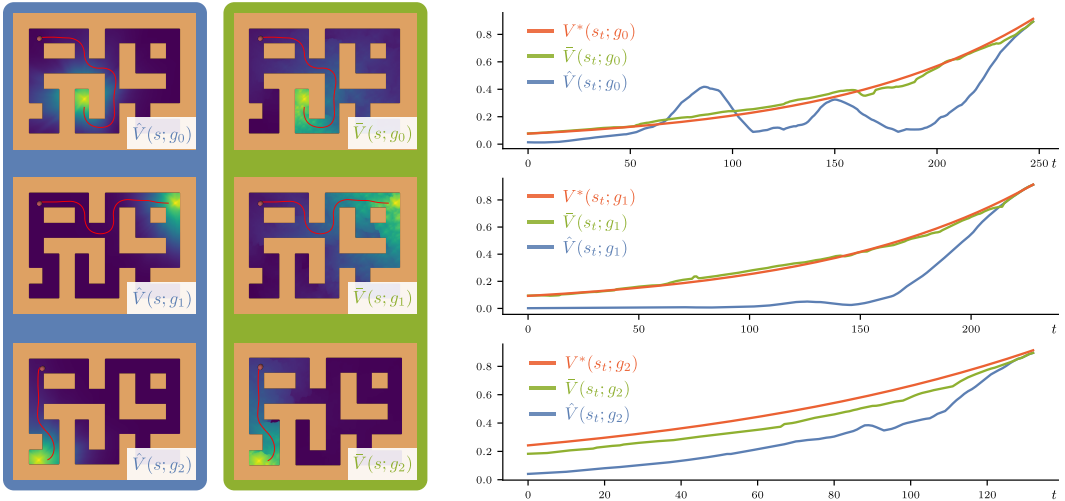 V̂(s; g₀)
V̄(s; g₀)
V̂(s; g₁)
V̄(s; g₁)
V̂(s; g₂)
V̄(s; g₂)
V*(sₜ; g₀)
V̄(sₜ; g₀)
V̂(sₜ; g₀)
0.8
0.6
0.4
0.2
0.0
0 50 100 150 200 250 t
V*(sₜ; g₁)
V̄(sₜ; g₁)
V̂(sₜ; g₁)
0.8
0.6
0.4
0.2
0.0
0 50 100 150 200 t
V*(sₜ; g₂)
V̄(sₜ; g₂)
V̂(sₜ; g₂)
0.8
0.6
0.4
0.2
0.0
0 20 40 60 80 100 120 t